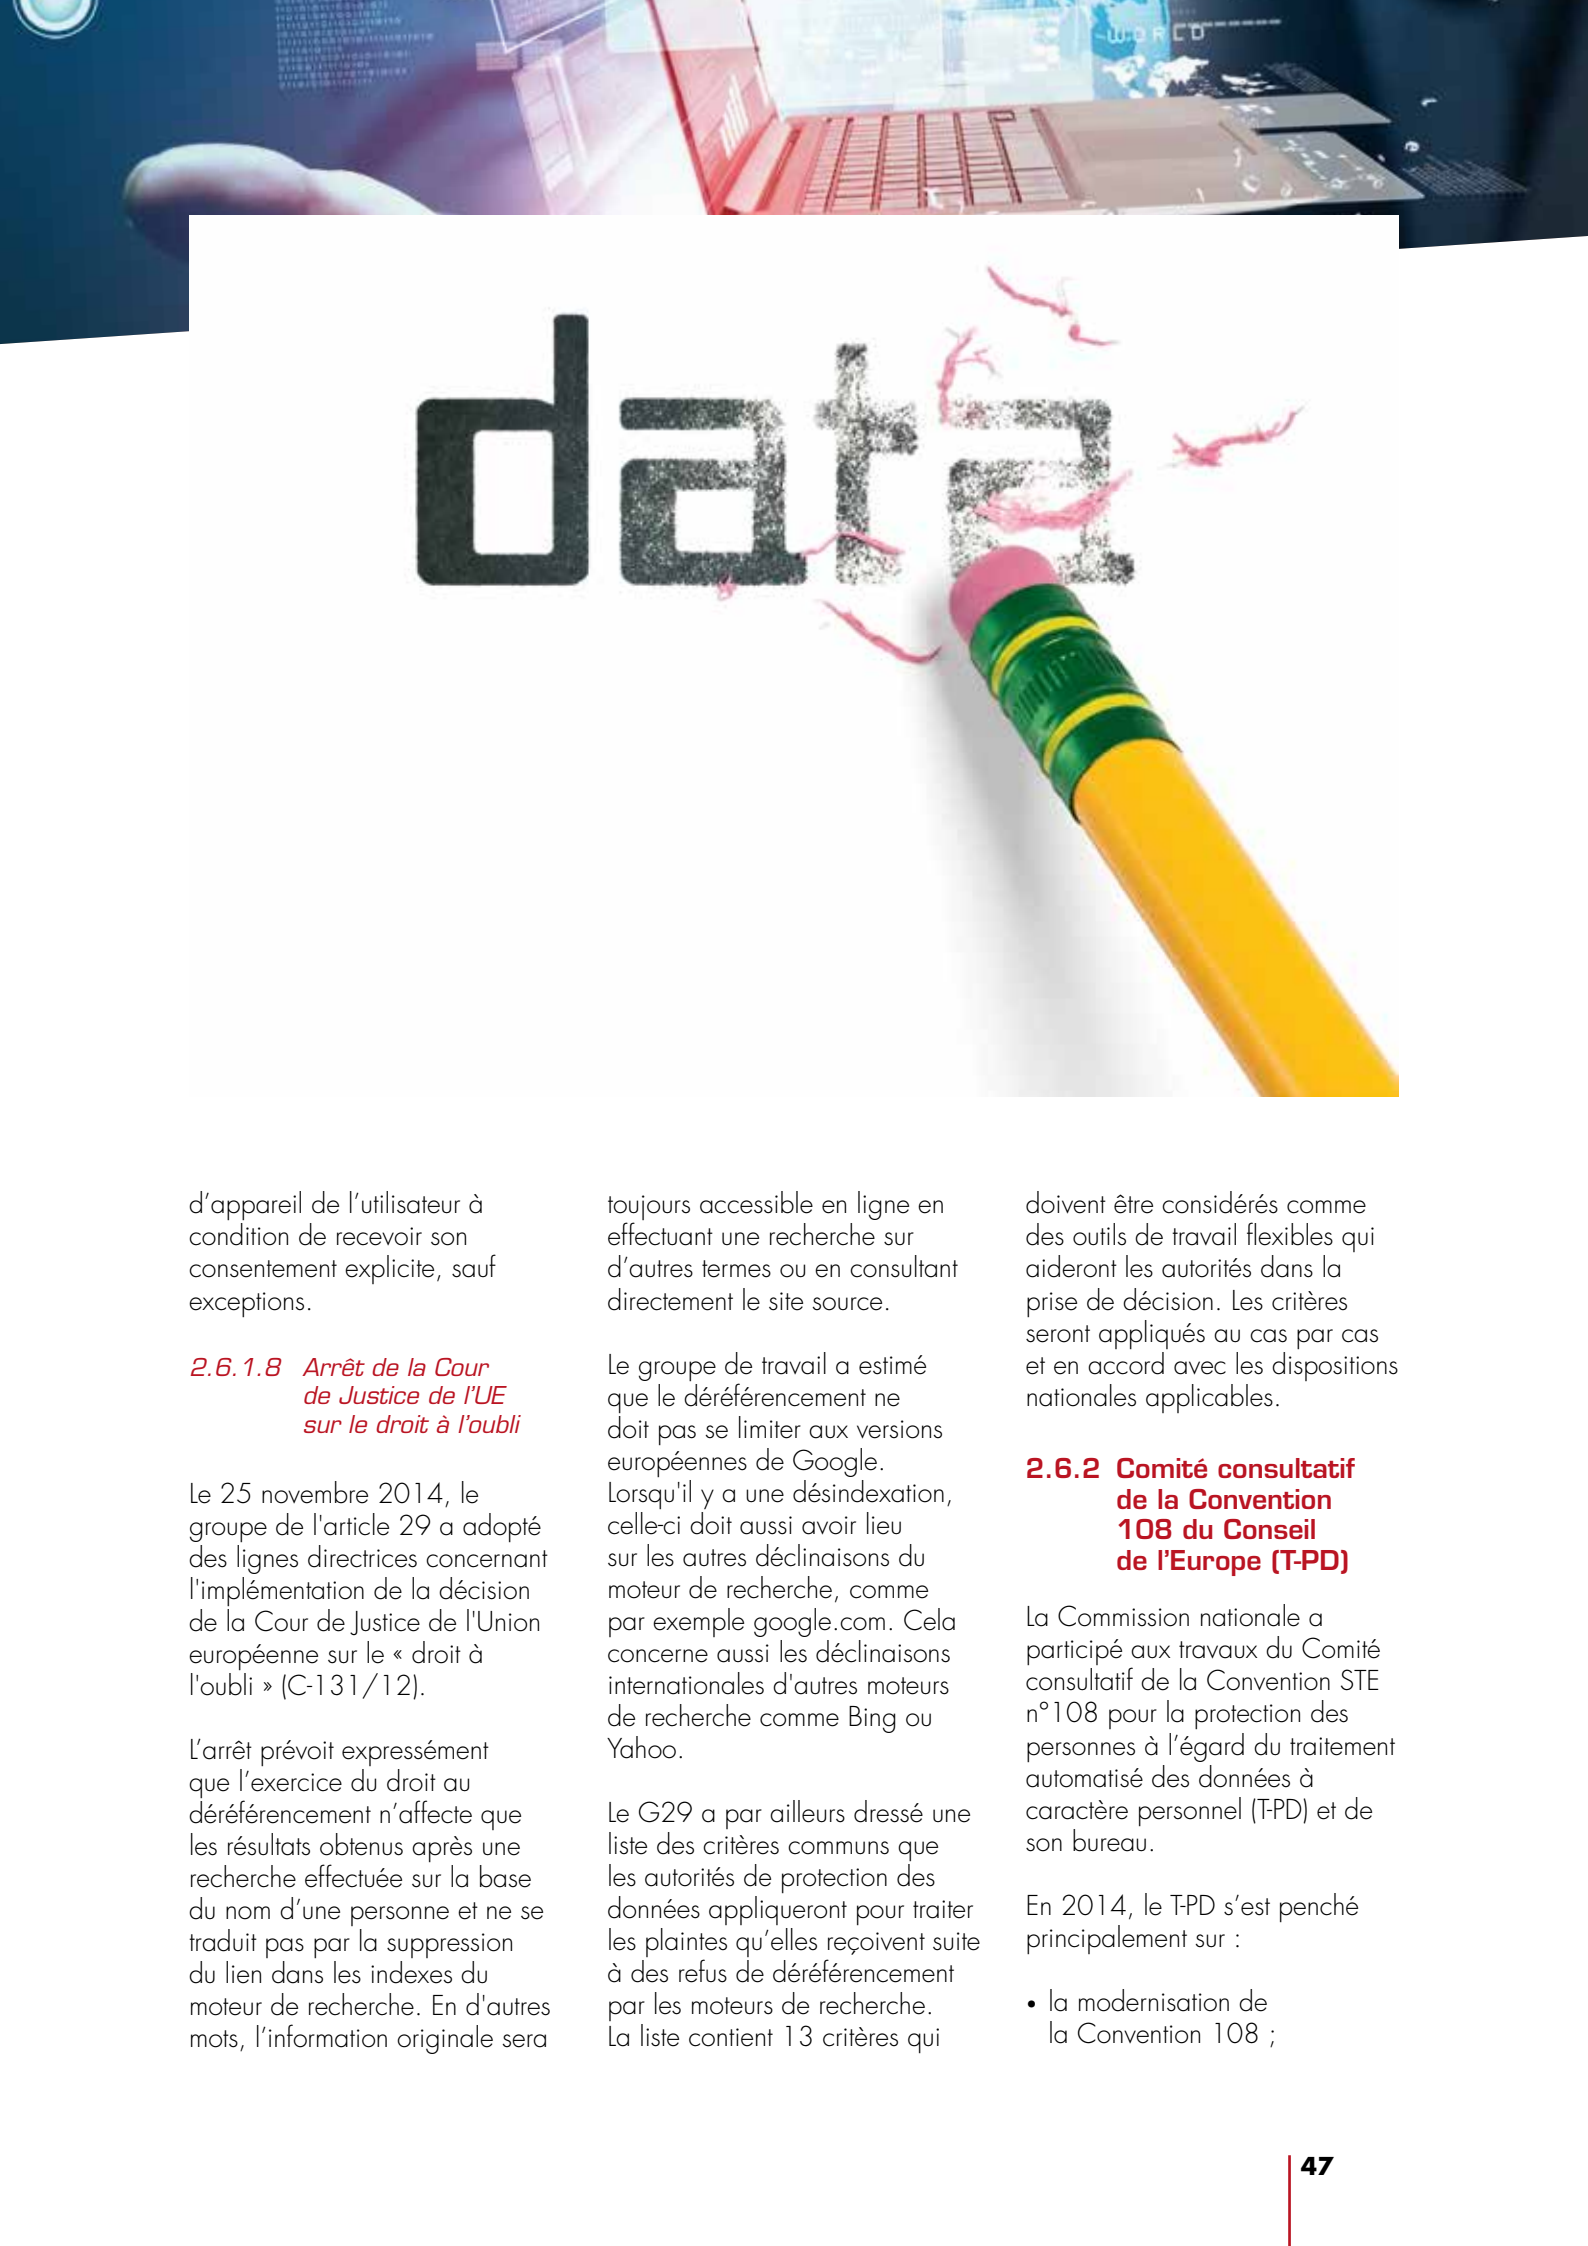 WORLD
data
d’appareil de l’utilisateur à
condition de recevoir son
consentement explicite, sauf
exceptions.
2.6.1.8 Arrêt de la Cour
de Justice de l’UE
sur le droit à l’oubli
Le 25 novembre 2014, le
groupe de l'article 29 a adopté
des lignes directrices concernant
l'implémentation de la décision
de la Cour de Justice de l'Union
européenne sur le « droit à
l'oubli » (C-131/12).
L’arrêt prévoit expressément
que l’exercice du droit au
déréférencement n’affecte que
les résultats obtenus après une
recherche effectuée sur la base
du nom d’une personne et ne se
traduit pas par la suppression
du lien dans les indexes du
moteur de recherche. En d'autres
mots, l’information originale sera
toujours accessible en ligne en
effectuant une recherche sur
d’autres termes ou en consultant
directement le site source.
Le groupe de travail a estimé
que le déréférencement ne
doit pas se limiter aux versions
européennes de Google.
Lorsqu'il y a une désindexation,
celle-ci doit aussi avoir lieu
sur les autres déclinaisons du
moteur de recherche, comme
par exemple google.com. Cela
concerne aussi les déclinaisons
internationales d'autres moteurs
de recherche comme Bing ou
Yahoo.
Le G29 a par ailleurs dressé une
liste des critères communs que
les autorités de protection des
données appliqueront pour traiter
les plaintes qu’elles reçoivent suite
à des refus de déréférencement
par les moteurs de recherche.
La liste contient 13 critères qui
doivent être considérés comme
des outils de travail flexibles qui
aideront les autorités dans la
prise de décision. Les critères
seront appliqués au cas par cas
et en accord avec les dispositions
nationales applicables.
2.6.2 Comité consultatif
de la Convention
108 du Conseil
de l’Europe (T-PD)
La Commission nationale a
participé aux travaux du Comité
consultatif de la Convention STE
n°108 pour la protection des
personnes à l’égard du traitement
automatisé des données à
caractère personnel (T-PD) et de
son bureau.
En 2014, le T-PD s’est penché
principalement sur :
• la modernisation de
la Convention 108 ;
47